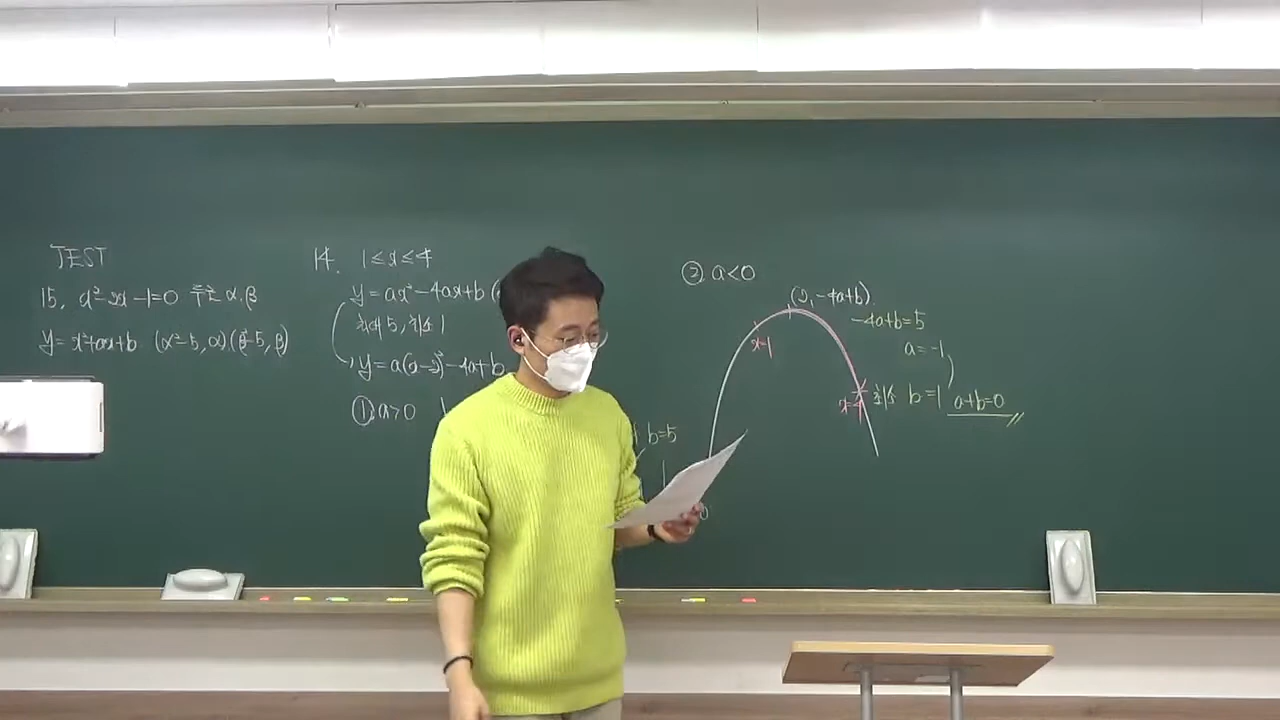 TEST
15. x²-2x-1=0 두근 α, β
y=x²+ax+b (α²-5, α), (β²-5, β)
14. 1≤x≤4
y=ax²-4ax+b (
최대 5, 최소 1
y=a(x-2)²-4a+b
① a>0
b=5
② a<0
(2, -4a+b)
-4a+b=5
x=1
a=-1
x=4 최소 b=1 a+b=0